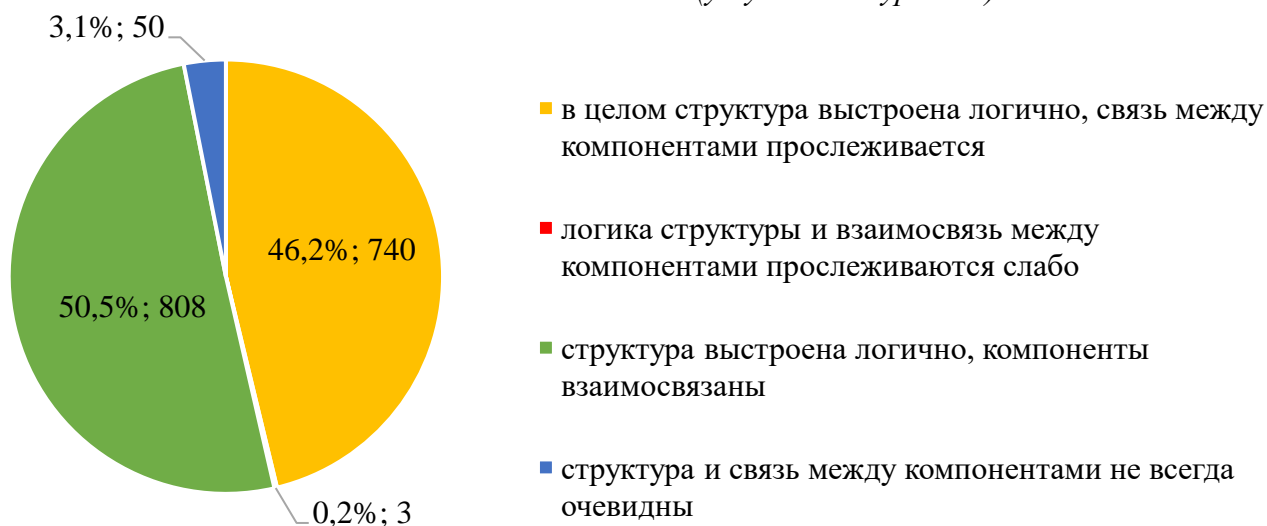 3,1%; 50
46,2%; 740
50,5%; 808
0,2%; 3
в целом структура выстроена логично, связь между
компонентами прослеживается
логика структуры и взаимосвязь между
компонентами прослеживаются слабо
структура выстроена логично, компоненты
взаимосвязаны
структура и связь между компонентами не всегда
очевидны